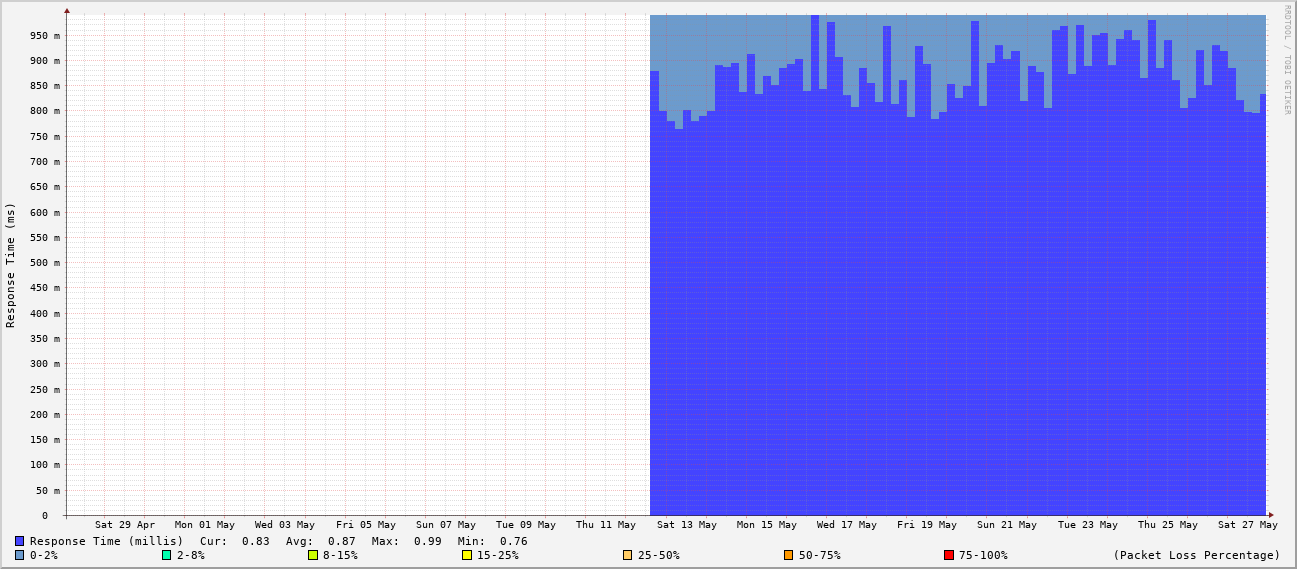 RRDTOOL / TOBI OETIKER
Response Time (ms)
950 m
900 m
850 m
800 m
750 m
700 m
650 m
600 m
550 m
500 m
450 m
400 m
350 m
300 m
250 m
200 m
150 m
100 m
50 m
0
Sat 29 Apr Mon 01 May Wed 03 May Fri 05 May Sun 07 May Tue 09 May Thu 11 May Sat 13 May Mon 15 May Wed 17 May Fri 19 May Sun 21 May Tue 23 May Thu 25 May Sat 27 May
Response Time (millis) Cur: 0.83 Avg: 0.87 Max: 0.99 Min: 0.76
0-2% 2-8% 8-15% 15-25% 25-50% 50-75% 75-100% (Packet Loss Percentage)